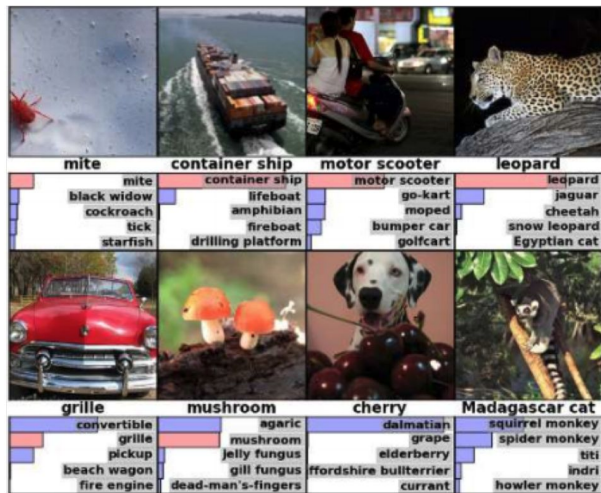 mite
container ship
motor scooter
leopard
mite
black widow
cockroach
tick
starfish
container ship
lifeboat
amphibian
fireboat
drilling platform
motor scooter
go-kart
moped
bumper car
golfcart
leopard
jaguar
cheetah
snow leopard
Egyptian cat
grille
mushroom
cherry
Madagascar cat
convertible
grille
pickup
beach wagon
fire engine
agaric
mushroom
jelly fungus
gill fungus
dead-man's-fingers
dalmatian
grape
elderberry
ffordshire bullterrier
currant
squirrel monkey
spider monkey
titi
indri
howler monkey